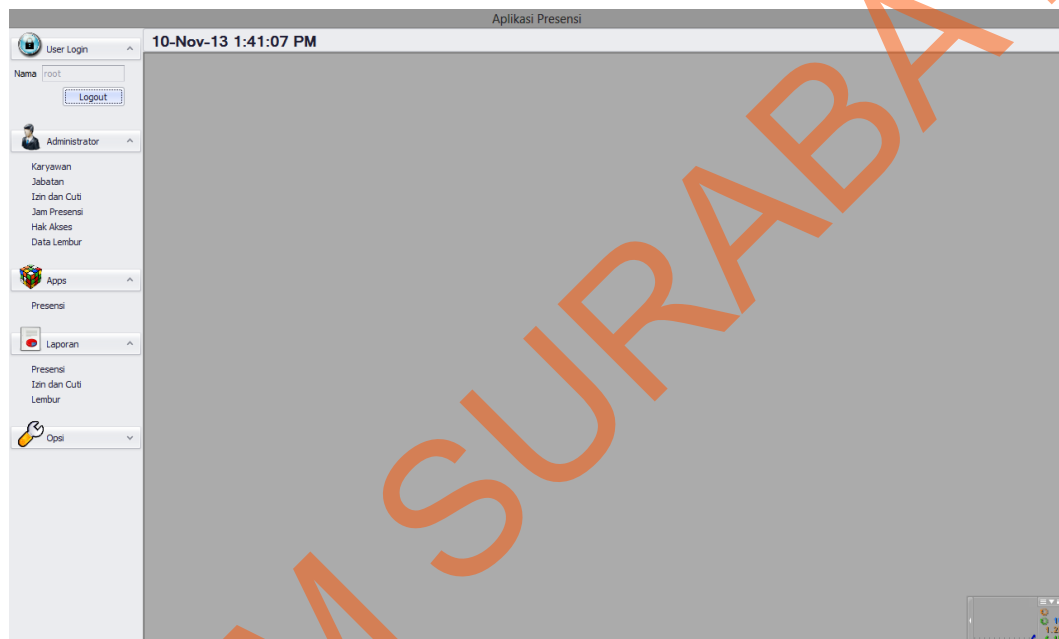 Aplikasi Presensi
User Login
10-Nov-13 1:41:07 PM
Nama root
Logout
Administrator
Karyawan
Jabatan
Izin dan Cuti
Jam Presensi
Hak Akses
Data Lembur
Apps
Presensi
Laporan
Presensi
Izin dan Cuti
Lembur
Opsi
M SURABA